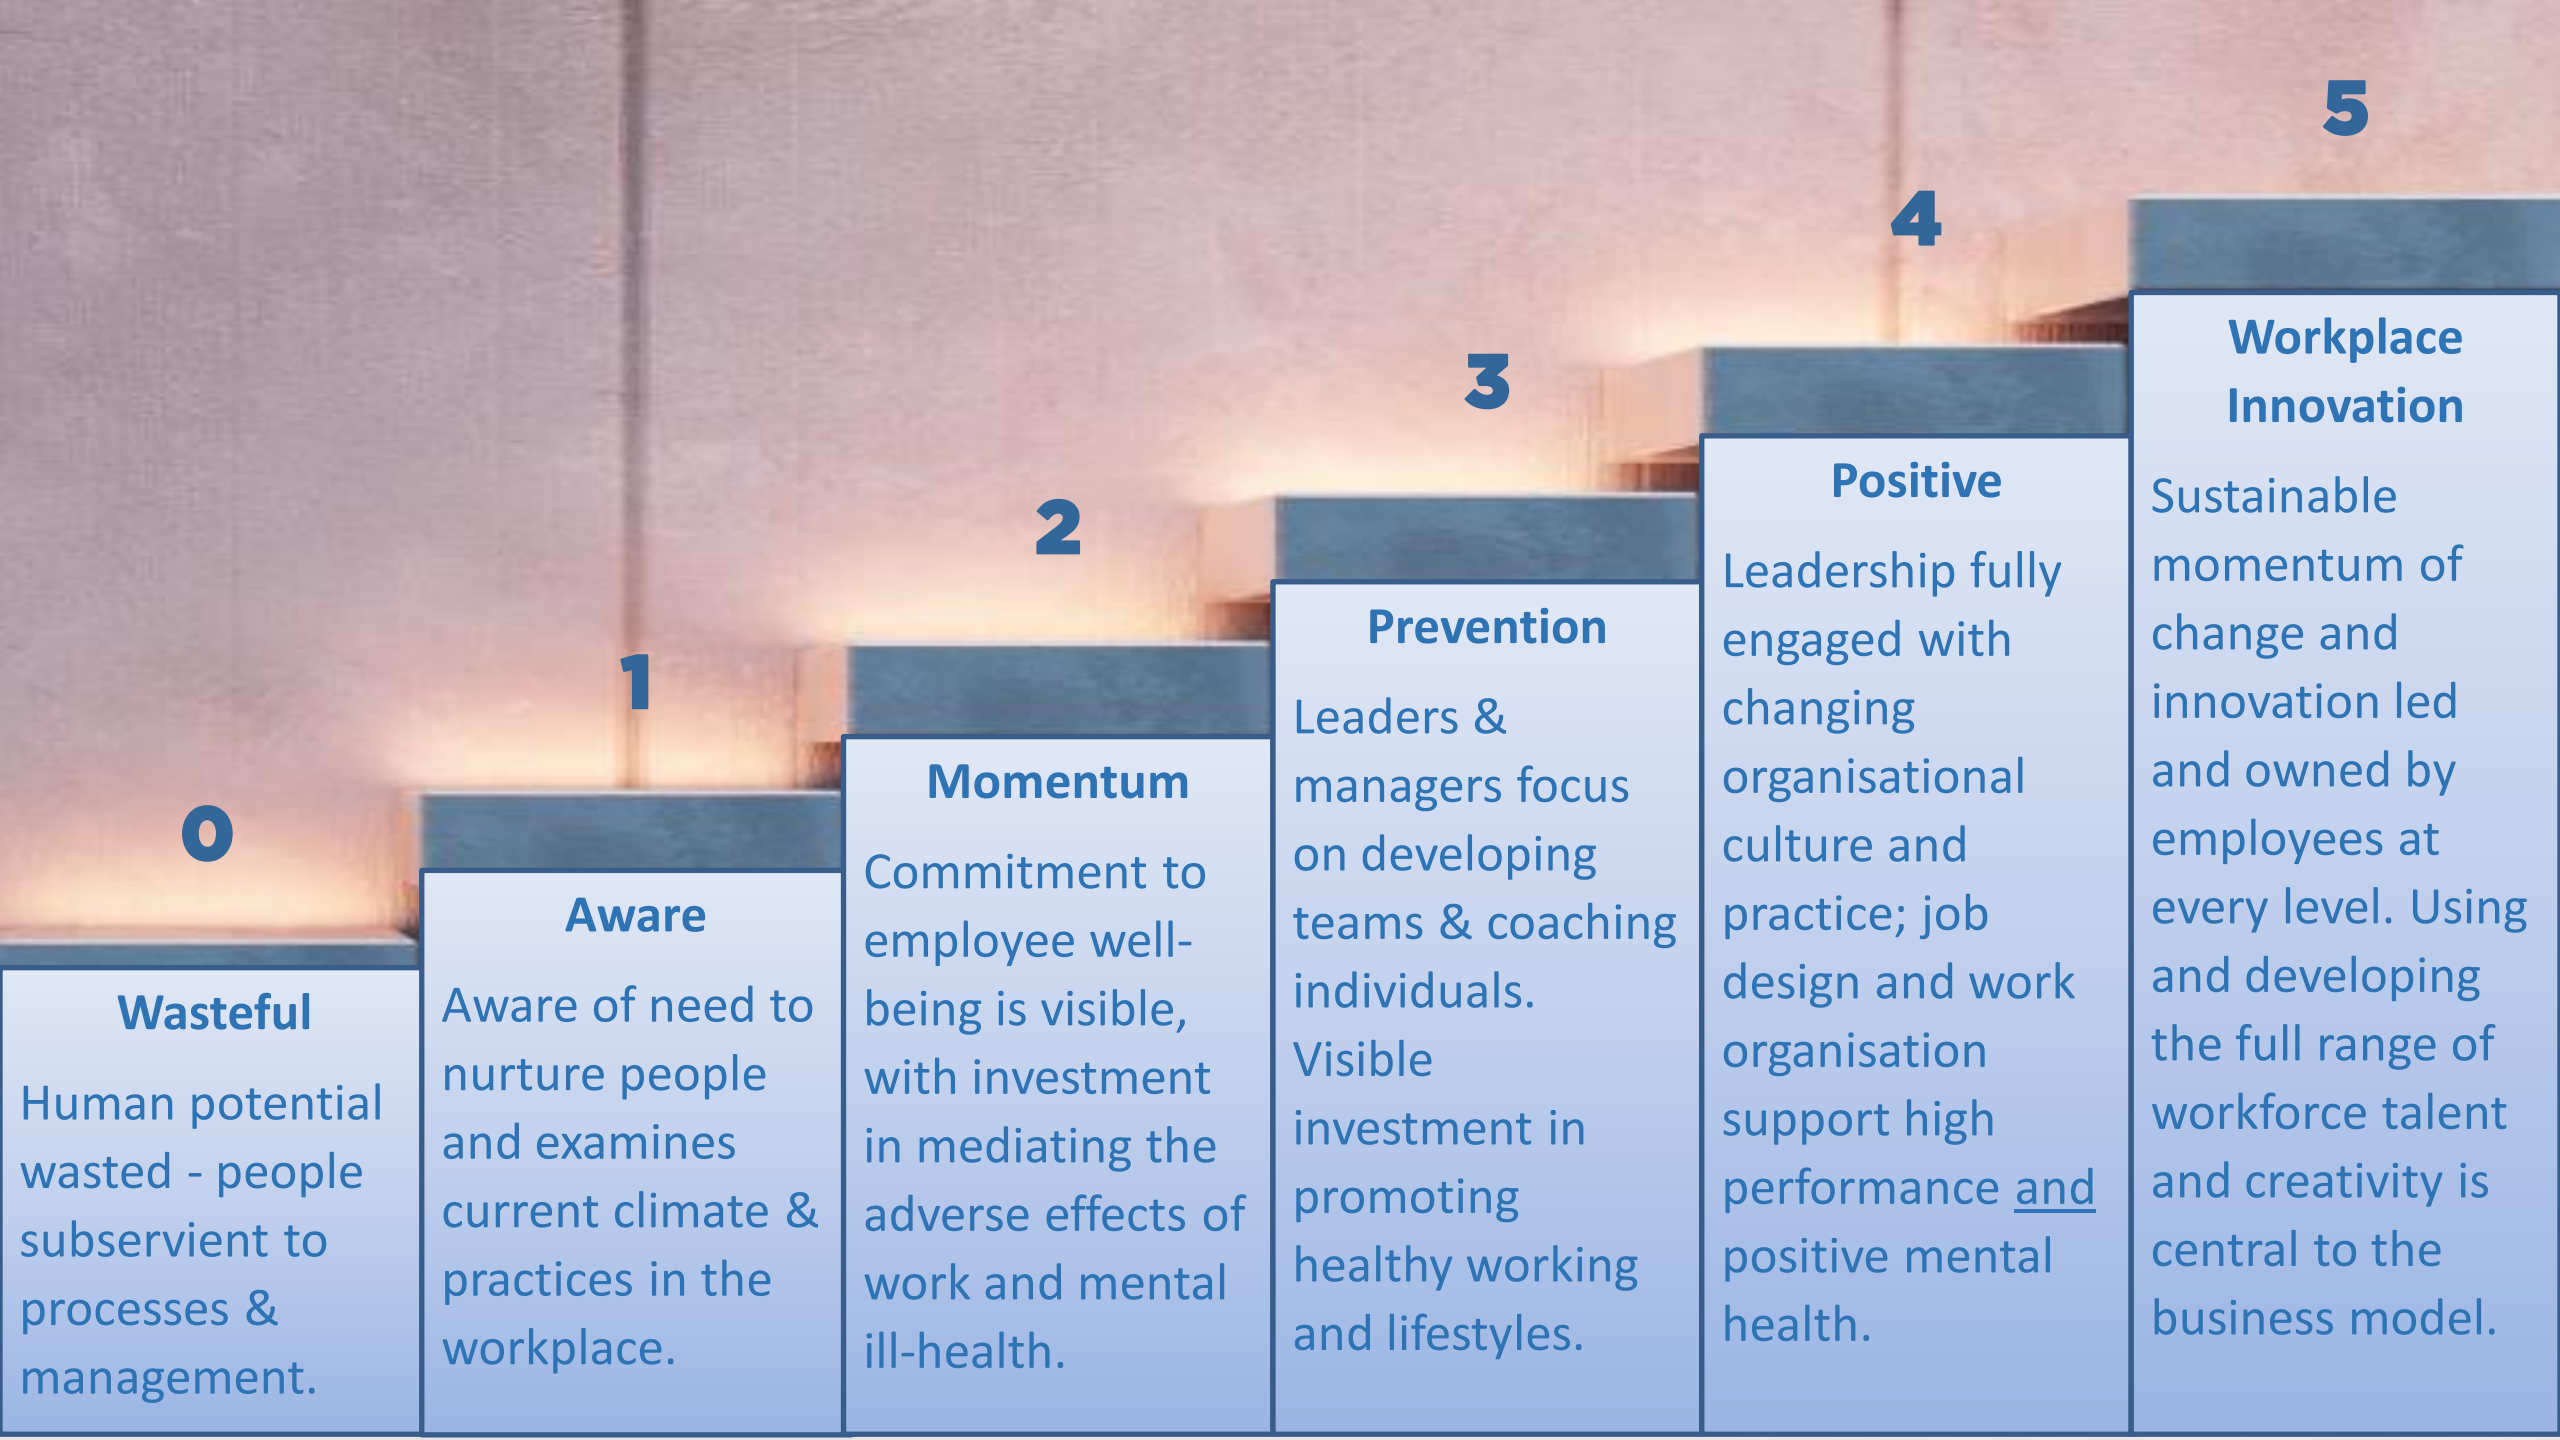 0
Wasteful
Human potential
wasted - people
subservient to
processes &
management.
1
Aware
Aware of need to
nurture people
and examines
current climate &
practices in the
workplace.
2
Momentum
Commitment to
employee well-
being is visible,
with investment
in mediating the
adverse effects of
work and mental
ill-health.
3
Prevention
Leaders &
managers focus
on developing
teams & coaching
individuals.
Visible
investment in
promoting
healthy working
and lifestyles.
4
Positive
Leadership fully
engaged with
changing
organisational
culture and
practice; job
design and work
organisation
support high
performance and
positive mental
health.
5
Workplace
Innovation
Sustainable
momentum of
change and
innovation led
and owned by
employees at
every level. Using
and developing
the full range of
workforce talent
and creativity is
central to the
business model.